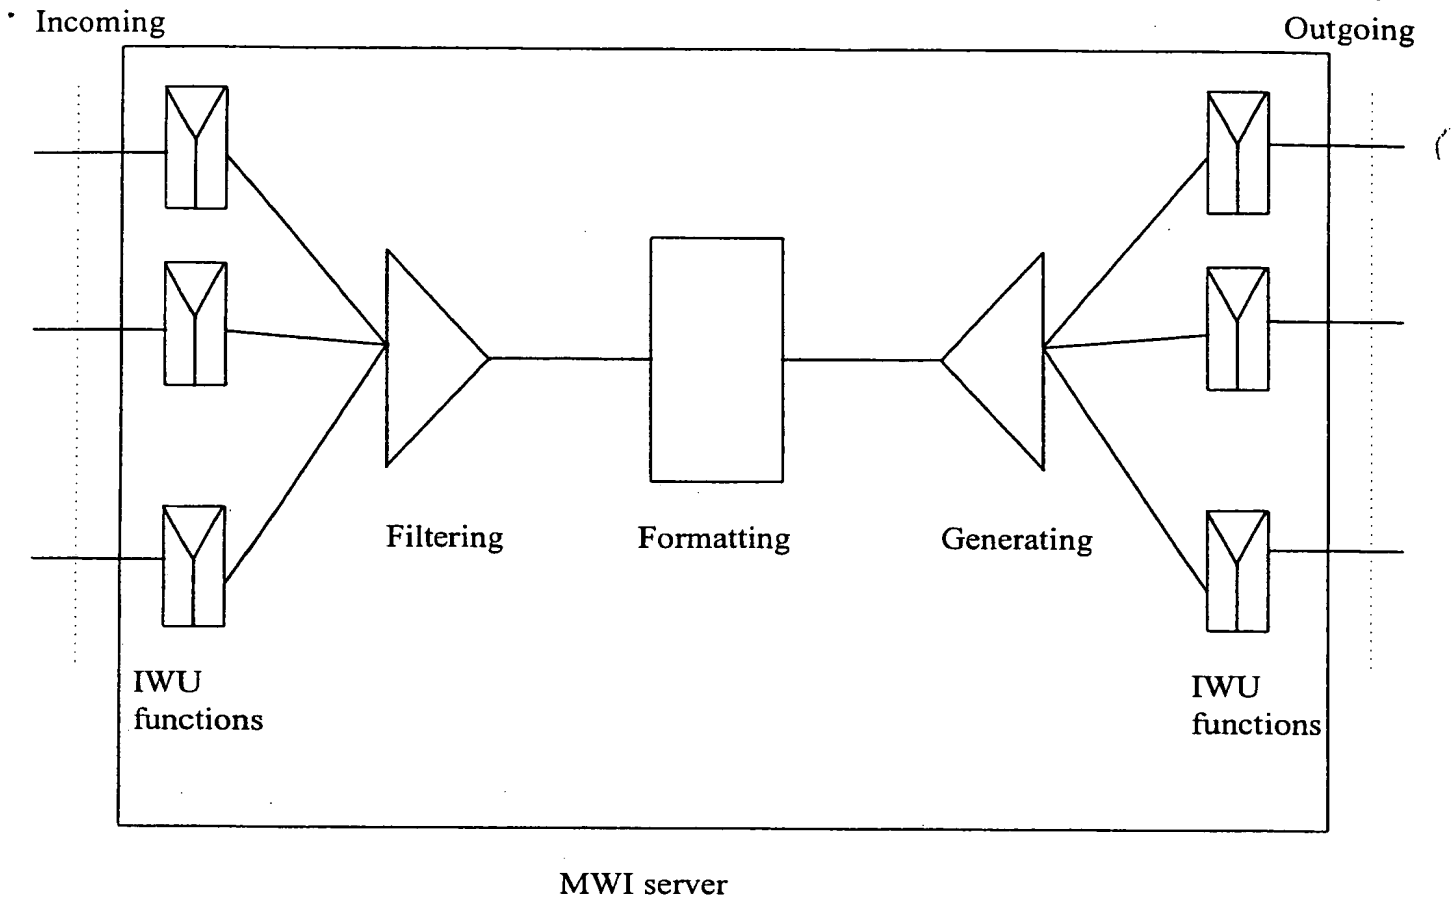 Incoming
Outgoing
Filtering
Formatting
Generating
IWU
functions
IWU
functions
MWI server